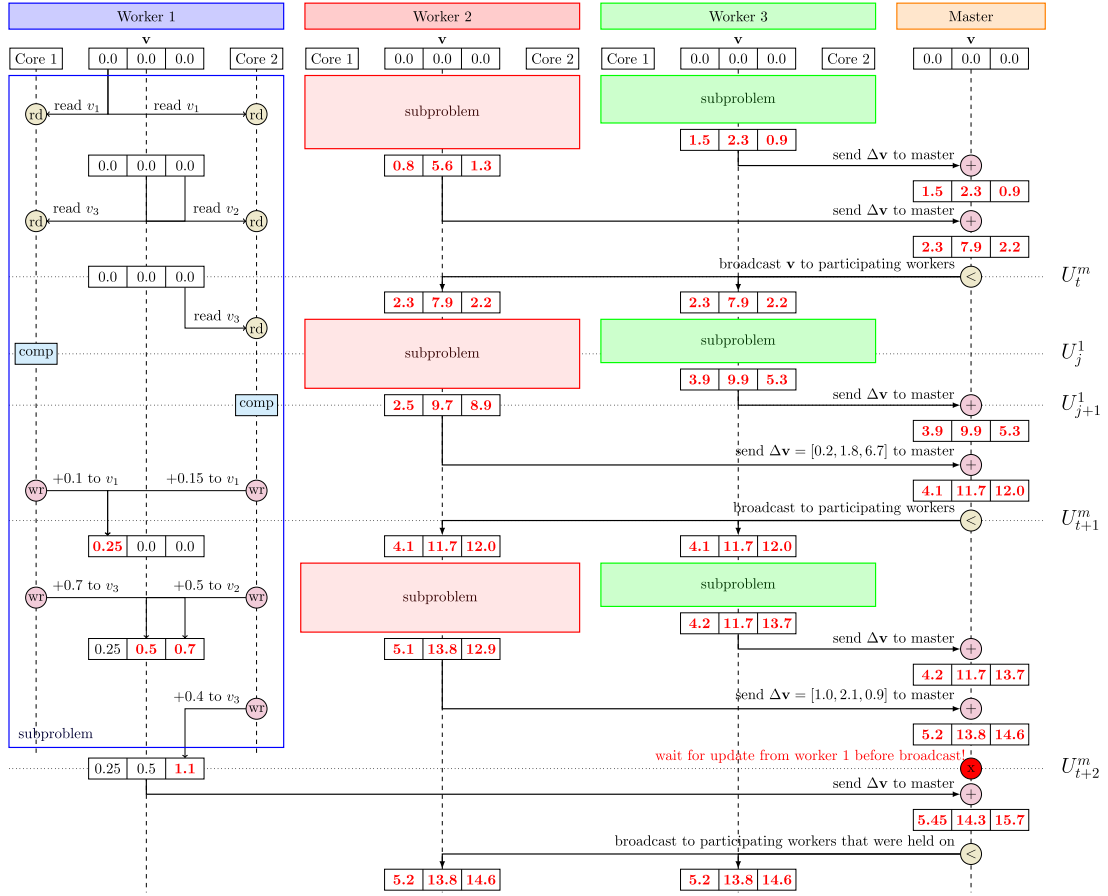 Worker 1 Worker 2 Worker 3 Master
v v v v
Core 1 0.0 0.0 0.0 Core 2 Core 1 0.0 0.0 0.0 Core 2 Core 1 0.0 0.0 0.0 Core 2 0.0 0.0 0.0
subproblem
subproblem
rd read v₁ read v₁ rd
1.5 2.3 0.9
send Δv to master
0.0 0.0 0.0 0.8 5.6 1.3 +
1.5 2.3 0.9
read v₃ read v₂ send Δv to master
rd rd +
2.3 7.9 2.2
broadcast v to participating workers
0.0 0.0 0.0 < Uₜᵐ
2.3 7.9 2.2 2.3 7.9 2.2
read v₃ rd
subproblem
comp subproblem Uⱼ¹
3.9 9.9 5.3
send Δv to master
comp 2.5 9.7 8.9 + Uⱼ₊₁¹
3.9 9.9 5.3
send Δv = [0.2, 1.8, 6.7] to master
+
+0.1 to v₁ +0.15 to v₁
wr wr 4.1 11.7 12.0
broadcast to participating workers
< Uₜ₊₁ᵐ
0.25 0.0 0.0 4.1 11.7 12.0 4.1 11.7 12.0
subproblem
+0.7 to v₃ +0.5 to v₂
wr wr subproblem
4.2 11.7 13.7
send Δv to master
0.25 0.5 0.7 5.1 13.8 12.9 +
4.2 11.7 13.7
+0.4 to v₃ send Δv = [1.0, 2.1, 0.9] to master
wr +
subproblem 5.2 13.8 14.6
wait for update from worker 1 before broadcast!
0.25 0.5 1.1 x Uₜ₊₂ᵐ
send Δv to master
+
5.45 14.3 15.7
broadcast to participating workers that were held on
<
5.2 13.8 14.6 5.2 13.8 14.6